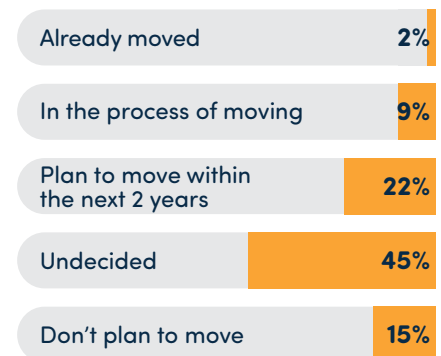 Already moved 2%
In the process of moving 9%
Plan to move within
the next 2 years 22%
Undecided 45%
Don’t plan to move 15%